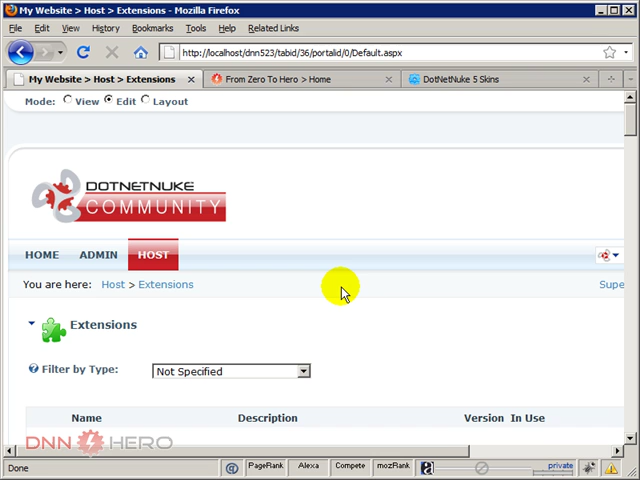 My Website > Host > Extensions - Mozilla Firefox
File Edit View History Bookmarks Tools Help Related Links
http://localhost/dnn523/tabid/36/portalid/0/Default.aspx
My Website > Host > Extensions From Zero To Hero > Home DotNetNuke 5 Skins
Mode: View Edit Layout
DOTNETNUKE
COMMUNITY
HOME ADMIN HOST
You are here: Host > Extensions Supe
Extensions
Filter by Type: Not Specified
Name Description Version In Use
DNN HERO
Done PageRank Alexa Compete mozRank a private